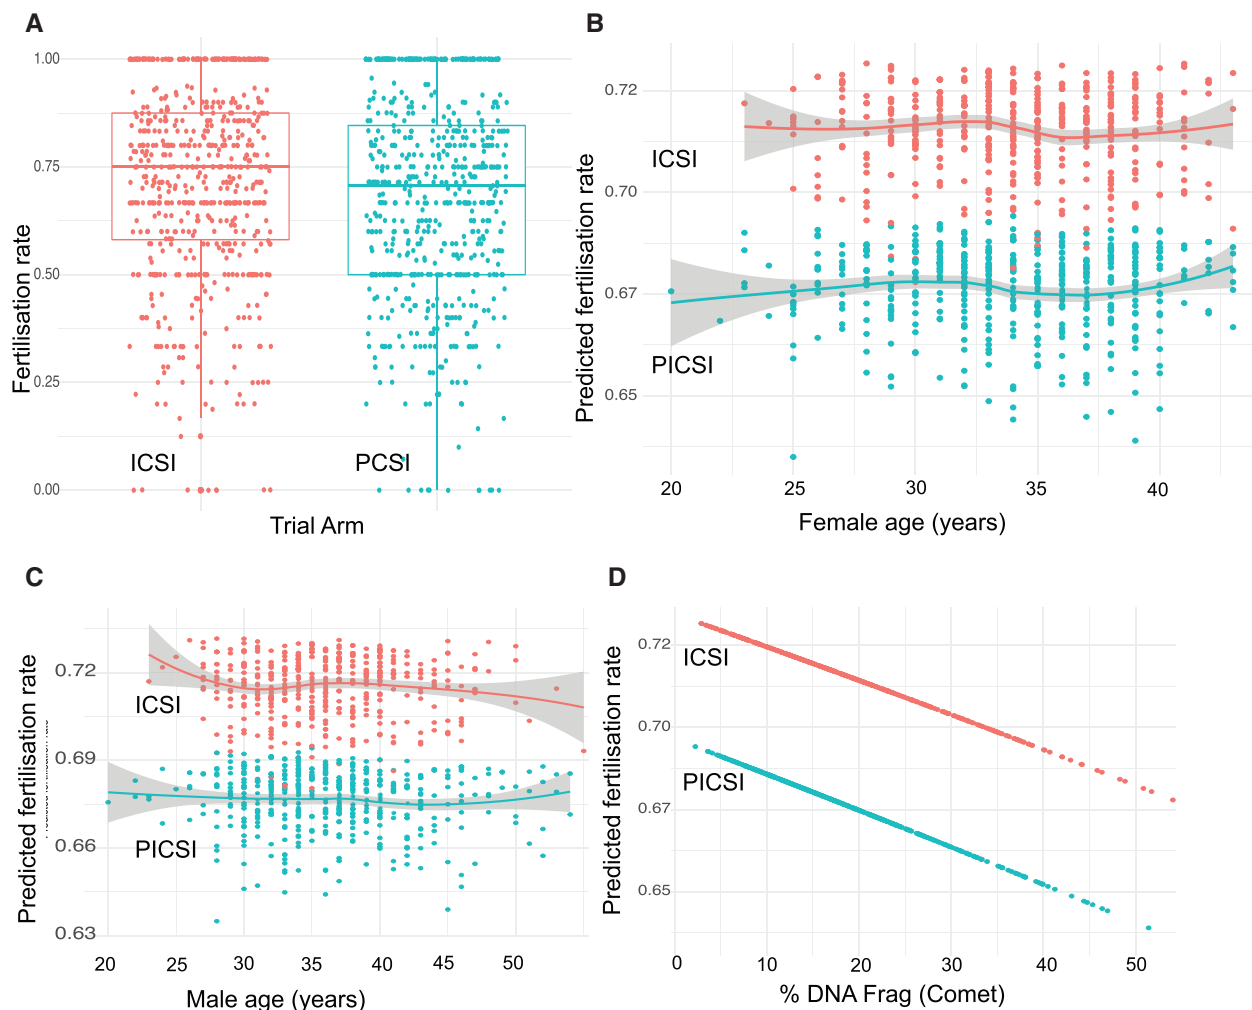 A
1.00
0.75
0.50
0.25
0.00
Fertilisation rate
ICSI
PCSI
Trial Arm
B
0.72
0.70
0.67
0.65
Predicted fertilisation rate
ICSI
PICSI
20 25 30 35 40
Female age (years)
C
0.72
0.69
0.66
0.63
Predicted fertilisation rate
ICSI
PICSI
20 25 30 35 40 45 50
Male age (years)
D
0.72
0.70
0.67
0.65
Predicted fertilisation rate
ICSI
PICSI
0 10 20 30 40 50
% DNA Frag (Comet)